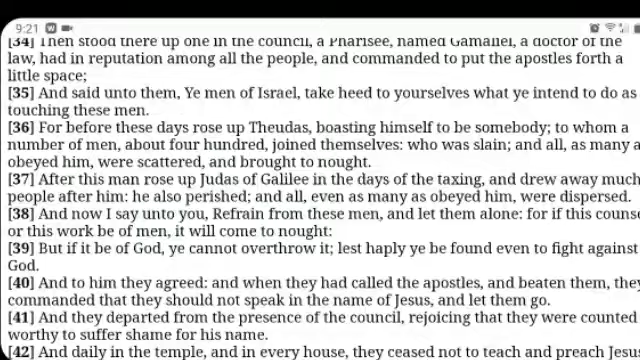 9:21
[34] Then stood there up one in the council, a Pharisee, named Gamaliel, a doctor of the
law, had in reputation among all the people, and commanded to put the apostles forth a
little space;
[35] And said unto them, Ye men of Israel, take heed to yourselves what ye intend to do as
touching these men.
[36] For before these days rose up Theudas, boasting himself to be somebody; to whom a
number of men, about four hundred, joined themselves: who was slain; and all, as many a
obeyed him, were scattered, and brought to nought.
[37] After this man rose up Judas of Galilee in the days of the taxing, and drew away much
people after him: he also perished; and all, even as many as obeyed him, were dispersed.
[38] And now I say unto you, Refrain from these men, and let them alone: for if this counse
or this work be of men, it will come to nought:
[39] But if it be of God, ye cannot overthrow it; lest haply ye be found even to fight against
God.
[40] And to him they agreed: and when they had called the apostles, and beaten them, they
commanded that they should not speak in the name of Jesus, and let them go.
[41] And they departed from the presence of the council, rejoicing that they were counted
worthy to suffer shame for his name.
[42] And daily in the temple, and in every house, they ceased not to teach and preach Jesu